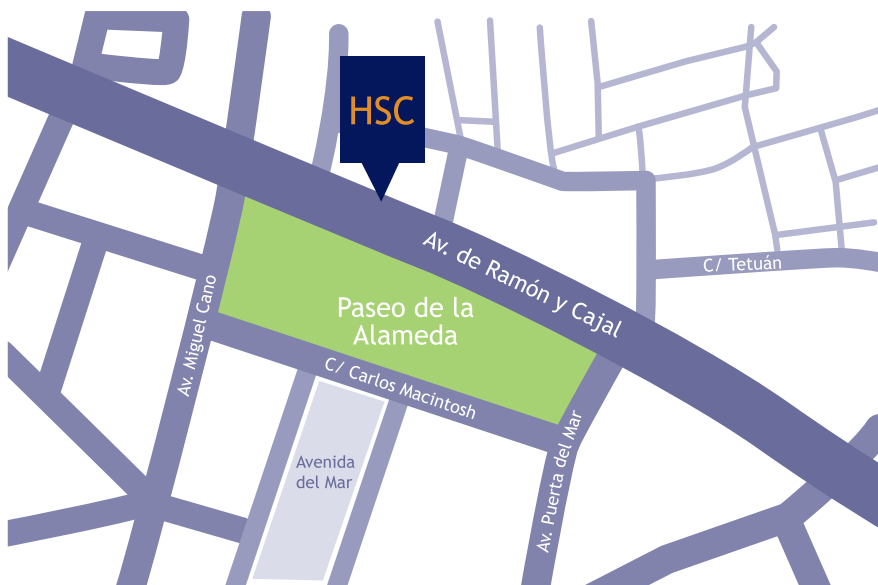 HSC
Av. de Ramón y Cajal
C/ Tetuán
Paseo de la
Alameda
Av. Miguel Cano
C/ Carlos Macintosh
Av. Puerta del Mar
Avenida
del Mar